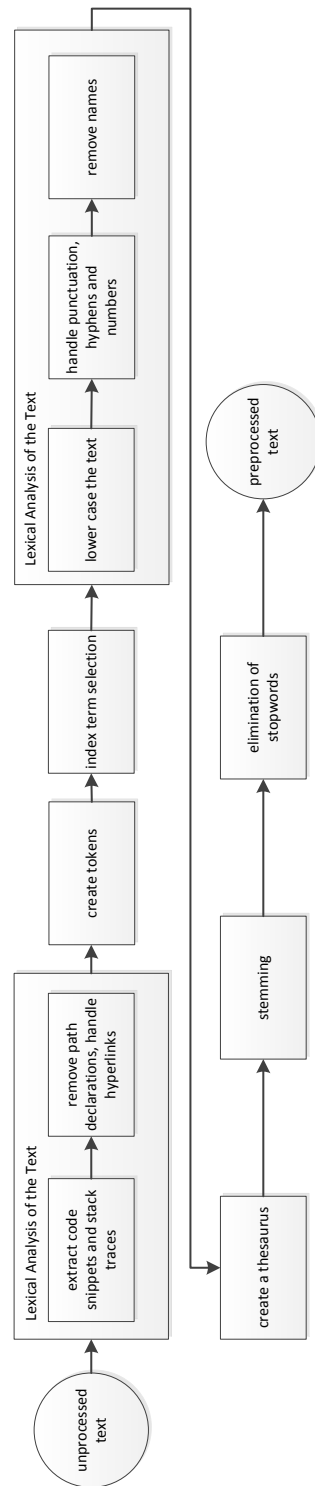 unprocessed
text
Lexical Analysis of the Text
extract code
snippets and stack
traces
remove path
declarations, handle
hyperlinks
create tokens
index term selection
Lexical Analysis of the Text
lower case the text
handle punctuation,
hyphens and
numbers
remove names
create a thesaurus
stemming
elimination of
stopwords
preprocessed
text